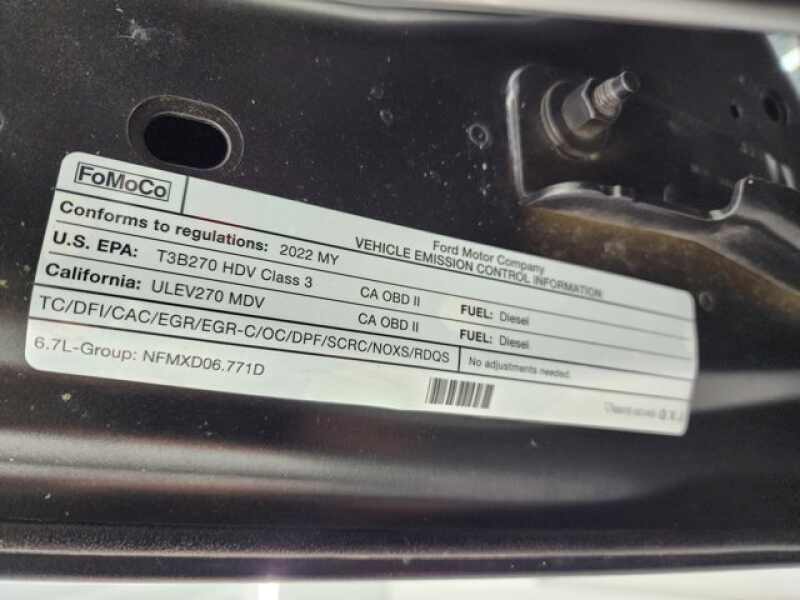 FoMoCo
Ford Motor Company
VEHICLE EMISSION CONTROL INFORMATION
Conforms to regulations: 2022 MY
U.S. EPA: T3B270 HDV Class 3 CA OBD II FUEL: Diesel
California: ULEV270 MDV CA OBD II FUEL: Diesel
TC/DFI/CAC/EGR/EGR-C/OC/DPF/SCRC/NOXS/RDQS
No adjustments needed.
6.7L-Group: NFMXD06.771D